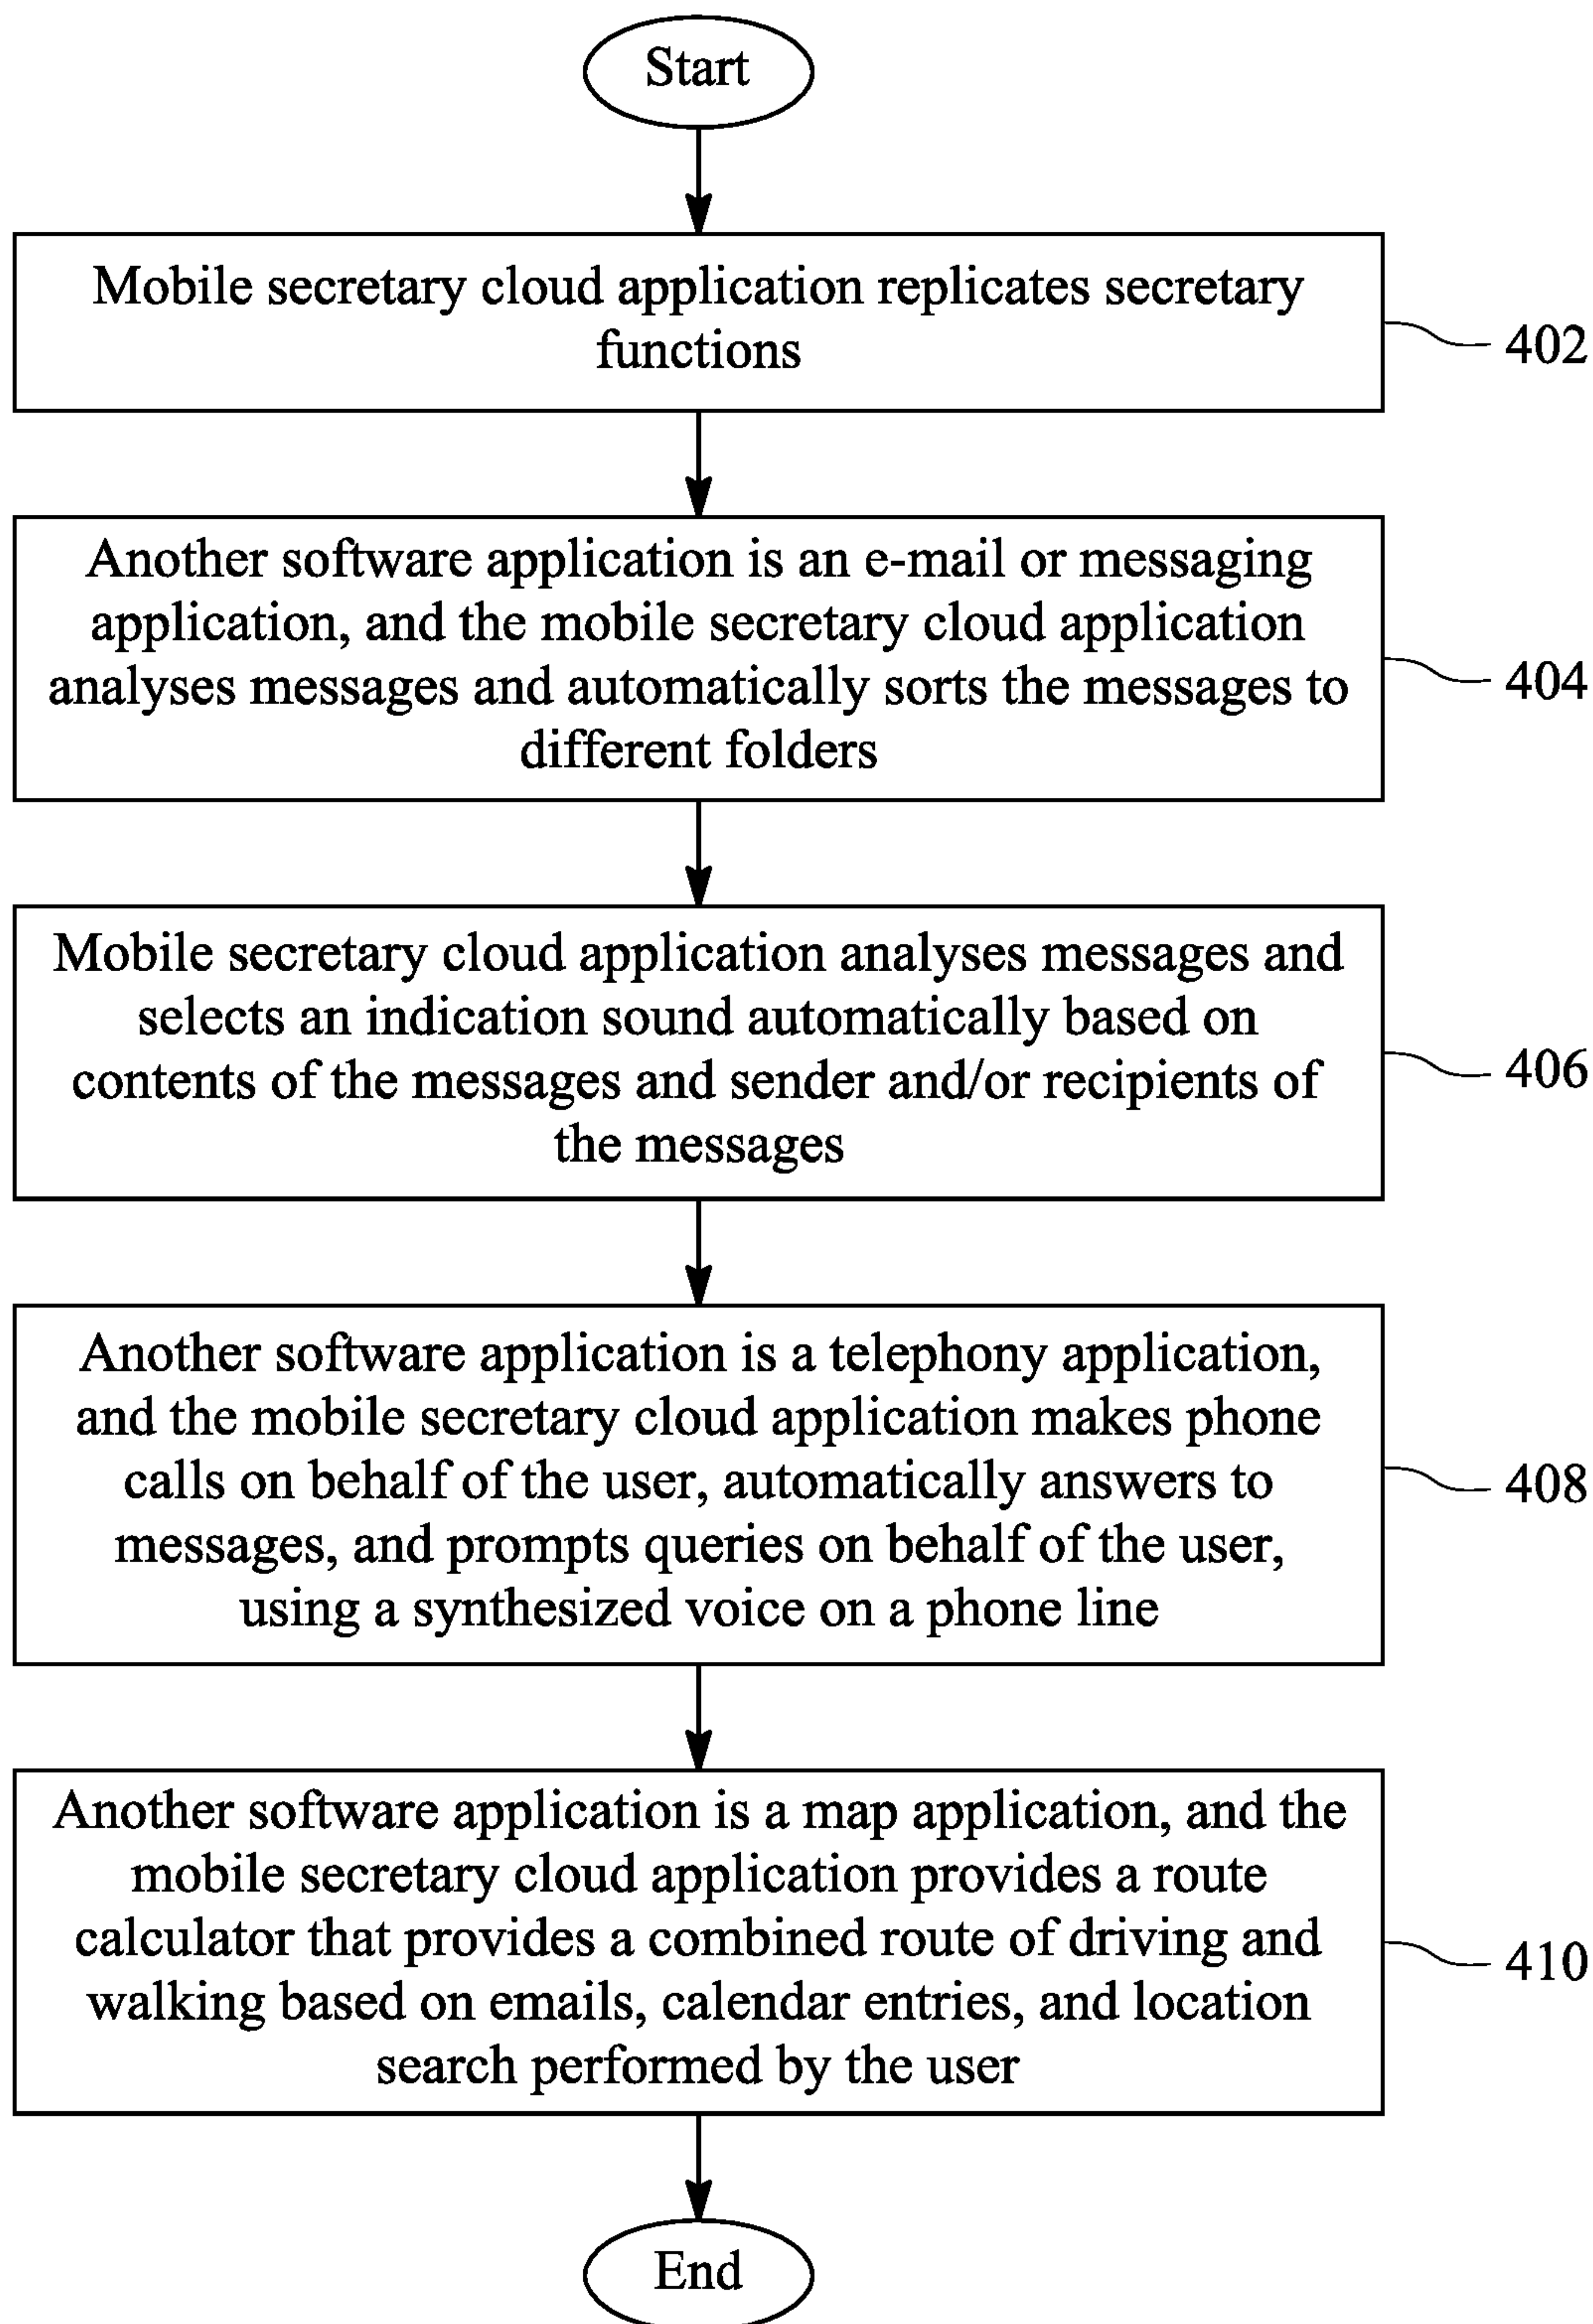 Start
Mobile secretary cloud application replicates secretary
functions
402
Another software application is an e-mail or messaging
application, and the mobile secretary cloud application
analyses messages and automatically sorts the messages to
different folders
404
Mobile secretary cloud application analyses messages and
selects an indication sound automatically based on
contents of the messages and sender and/or recipients of
the messages
406
Another software application is a telephony application,
and the mobile secretary cloud application makes phone
calls on behalf of the user, automatically answers to
messages, and prompts queries on behalf of the user,
using a synthesized voice on a phone line
408
Another software application is a map application, and the
mobile secretary cloud application provides a route
calculator that provides a combined route of driving and
walking based on emails, calendar entries, and location
search performed by the user
410
End